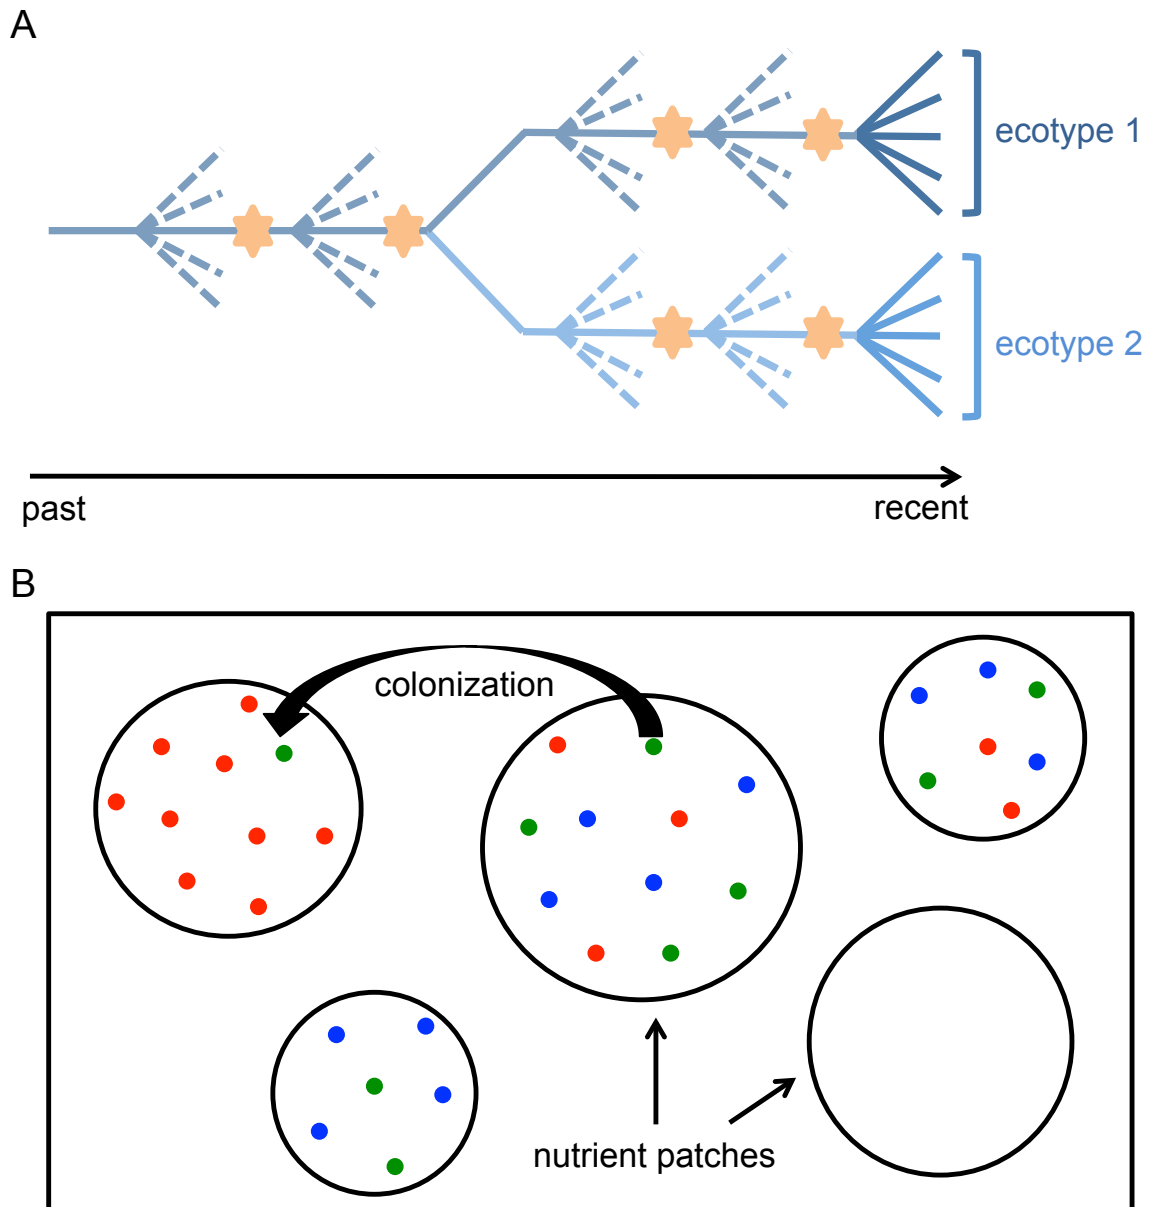 A
ecotype 1
ecotype 2
past
recent
B
colonization
nutrient patches